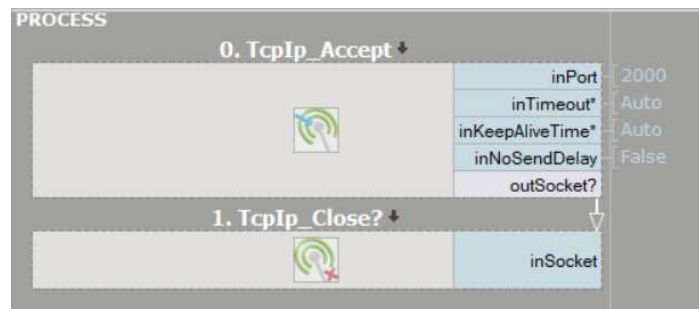 PROCESS
0. TcpIp_Accept
inPort 2000
inTimeout* Auto
inKeepAliveTime* Auto
inNoSendDelay False
outSocket?
1. TcpIp_Close?
inSocket